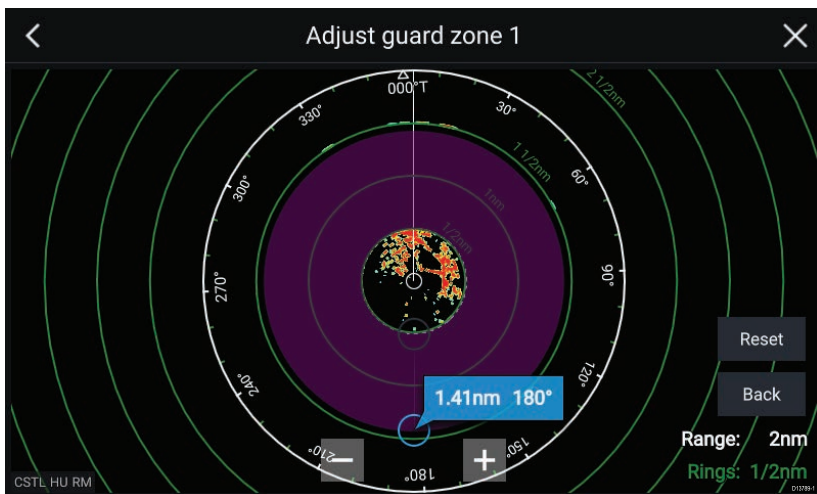 Adjust guard zone 1
000°T
30°
60°
90°
120°
150°
180°
210°
240°
270°
300°
330°
2 1/2nm
1 1/2nm
1nm
1/2nm
1.41nm 180°
Reset
Back
Range: 2nm
Rings: 1/2nm
CSTL HU RM
D13789-1